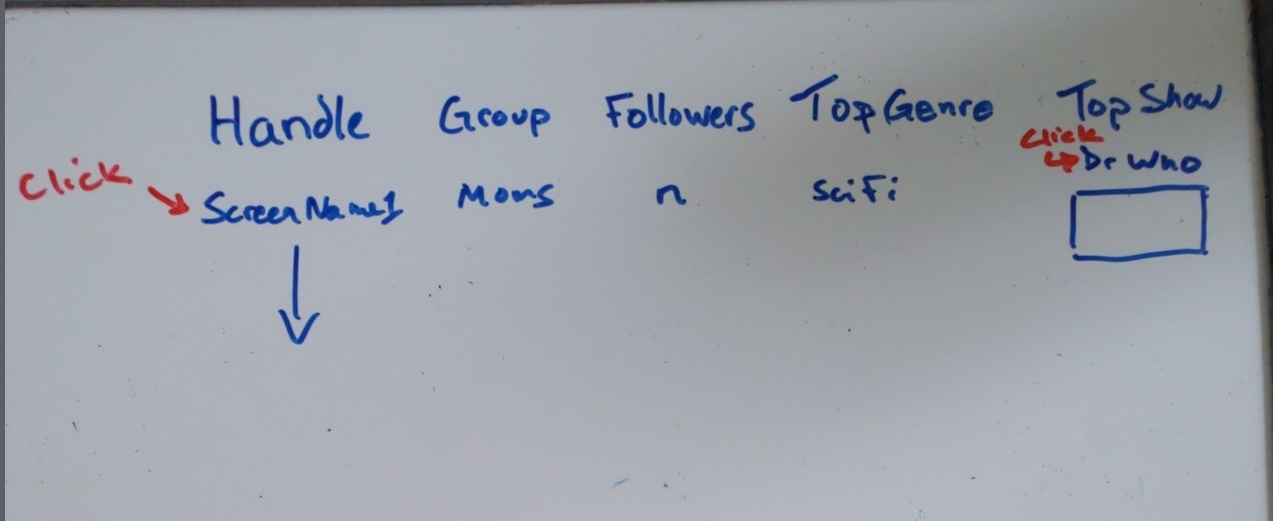 Handle Group Followers Top Genre Top Show
Click
Click Dr Who
ScreenName1 Moms n SciFi